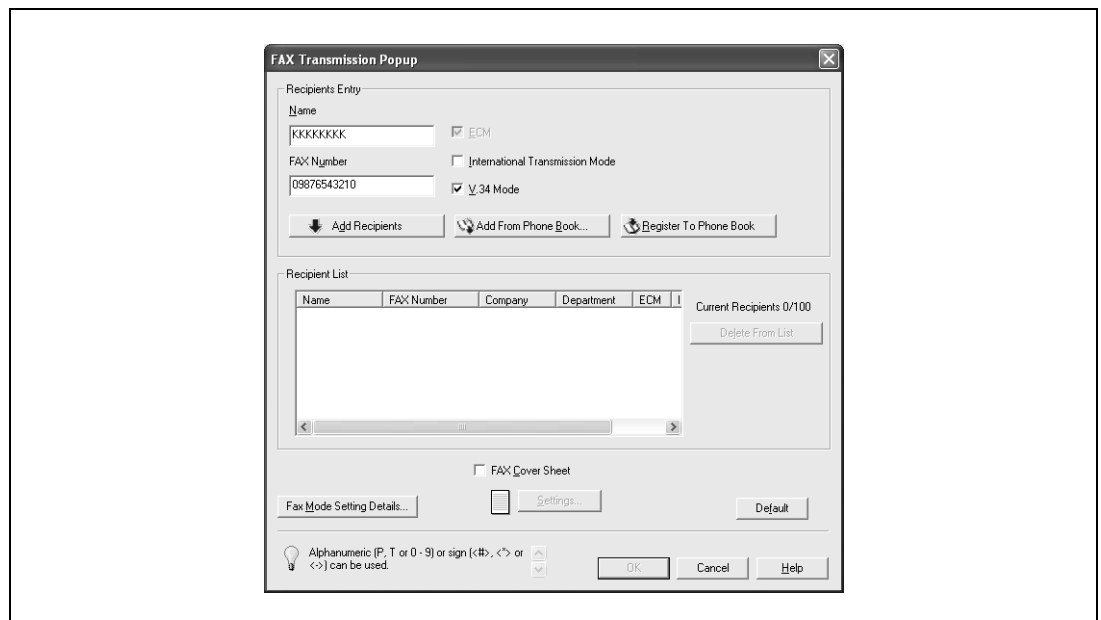 FAX Transmission Popup
Recipients Entry
Name
KKKKKKKK
ECM
FAX Number
International Transmission Mode
09876543210
V.34 Mode
Add Recipients
Add From Phone Book...
Register To Phone Book
Recipient List
Name FAX Number Company Department ECM I
Current Recipients 0/100
Delete From List
FAX Cover Sheet
Fax Mode Setting Details...
Settings...
Default
Alphanumeric (P, T or 0 - 9) or sign (<#>, <*> or
<->) can be used.
OK Cancel Help